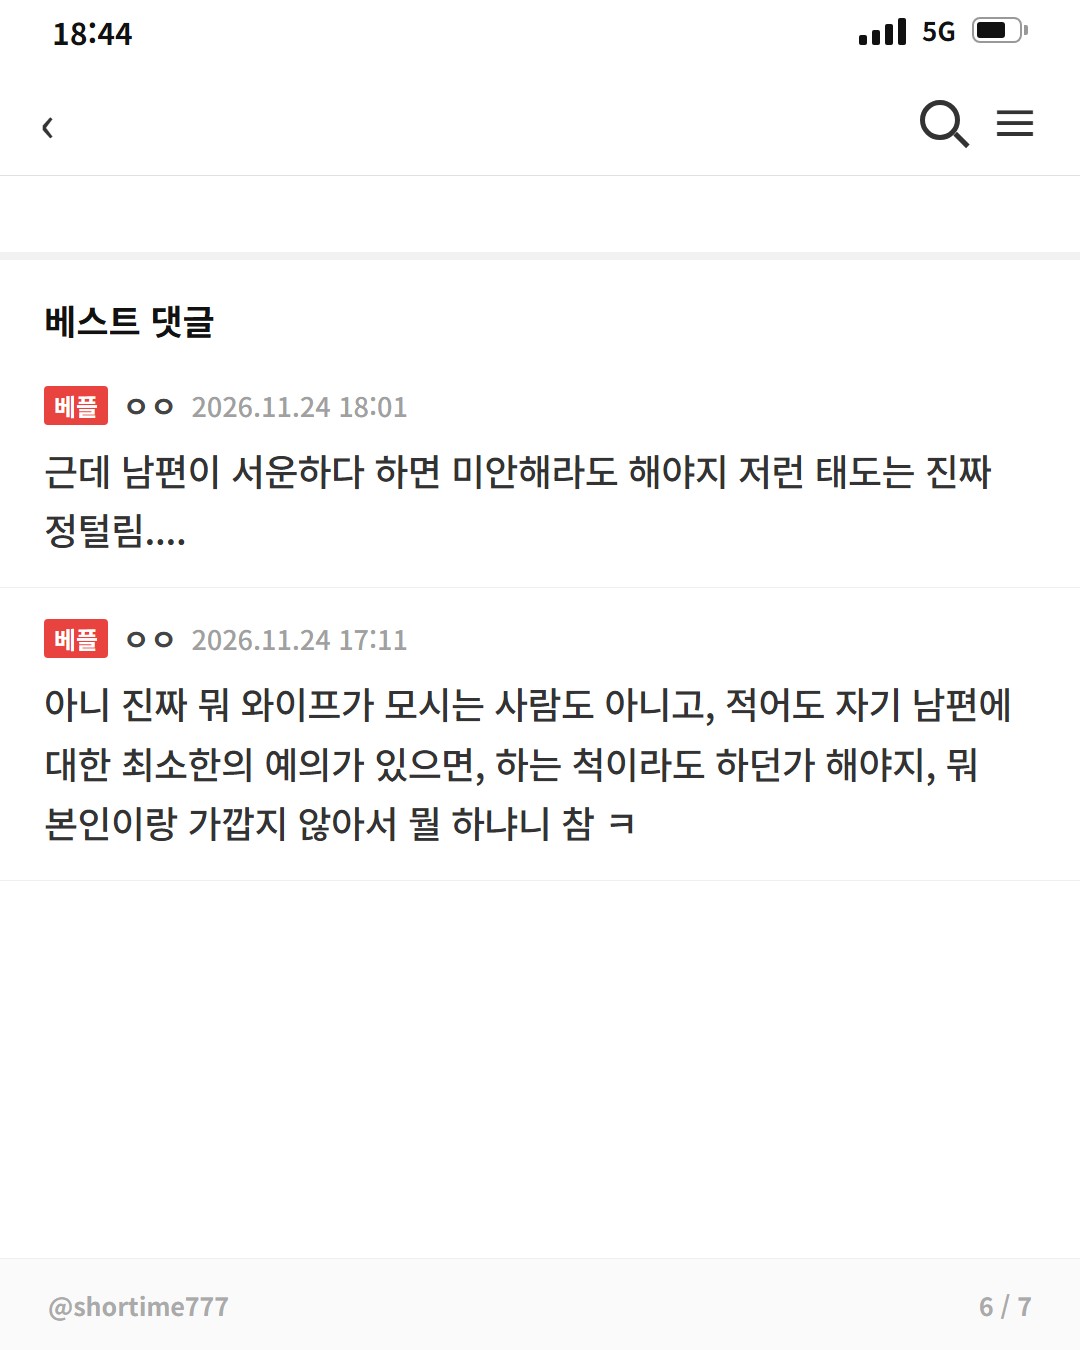 18:44
5G
베스트 댓글
베플 ㅇㅇ 2026.11.24 18:01
근데 남편이 서운하다 하면 미안해라도 해야지 저런 태도는 진짜
정털림....
베플 ㅇㅇ 2026.11.24 17:11
아니 진짜 뭐 와이프가 모시는 사람도 아니고, 적어도 자기 남편에
대한 최소한의 예의가 있으면, 하는 척이라도 하던가 해야지, 뭐
본인이랑 가깝지 않아서 뭘 하냐니 참 ㅋ
@shortime777
6 / 7